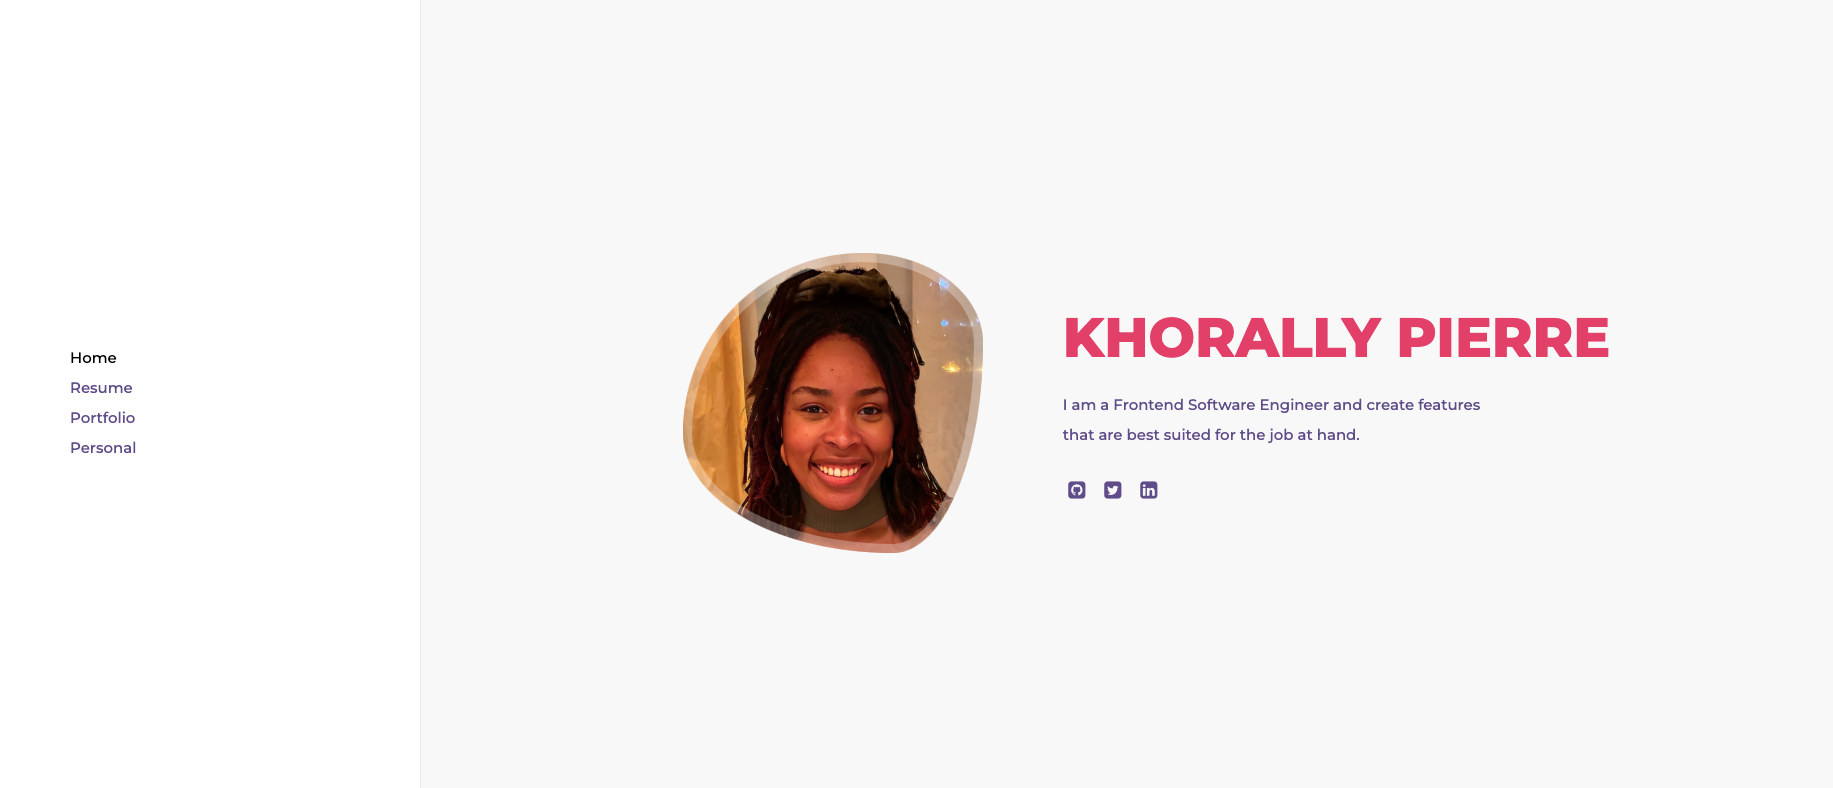 Home
Resume
Portfolio
Personal
KHORALLY PIERRE
I am a Frontend Software Engineer and create features
that are best suited for the job at hand.
in